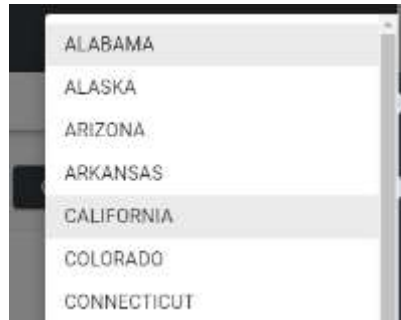 ALABAMA
ALASKA
ARIZONA
ARKANSAS
CALIFORNIA
COLORADO
CONNECTICUT